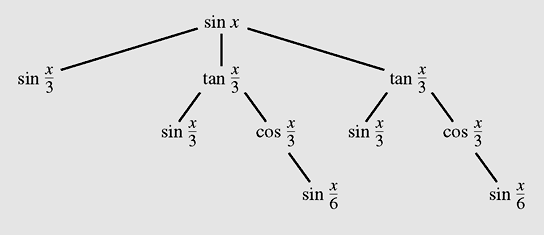 sin x
sin x/3 tan x/3 tan x/3
sin x/3 cos x/3 sin x/3 cos x/3
sin x/6 sin x/6